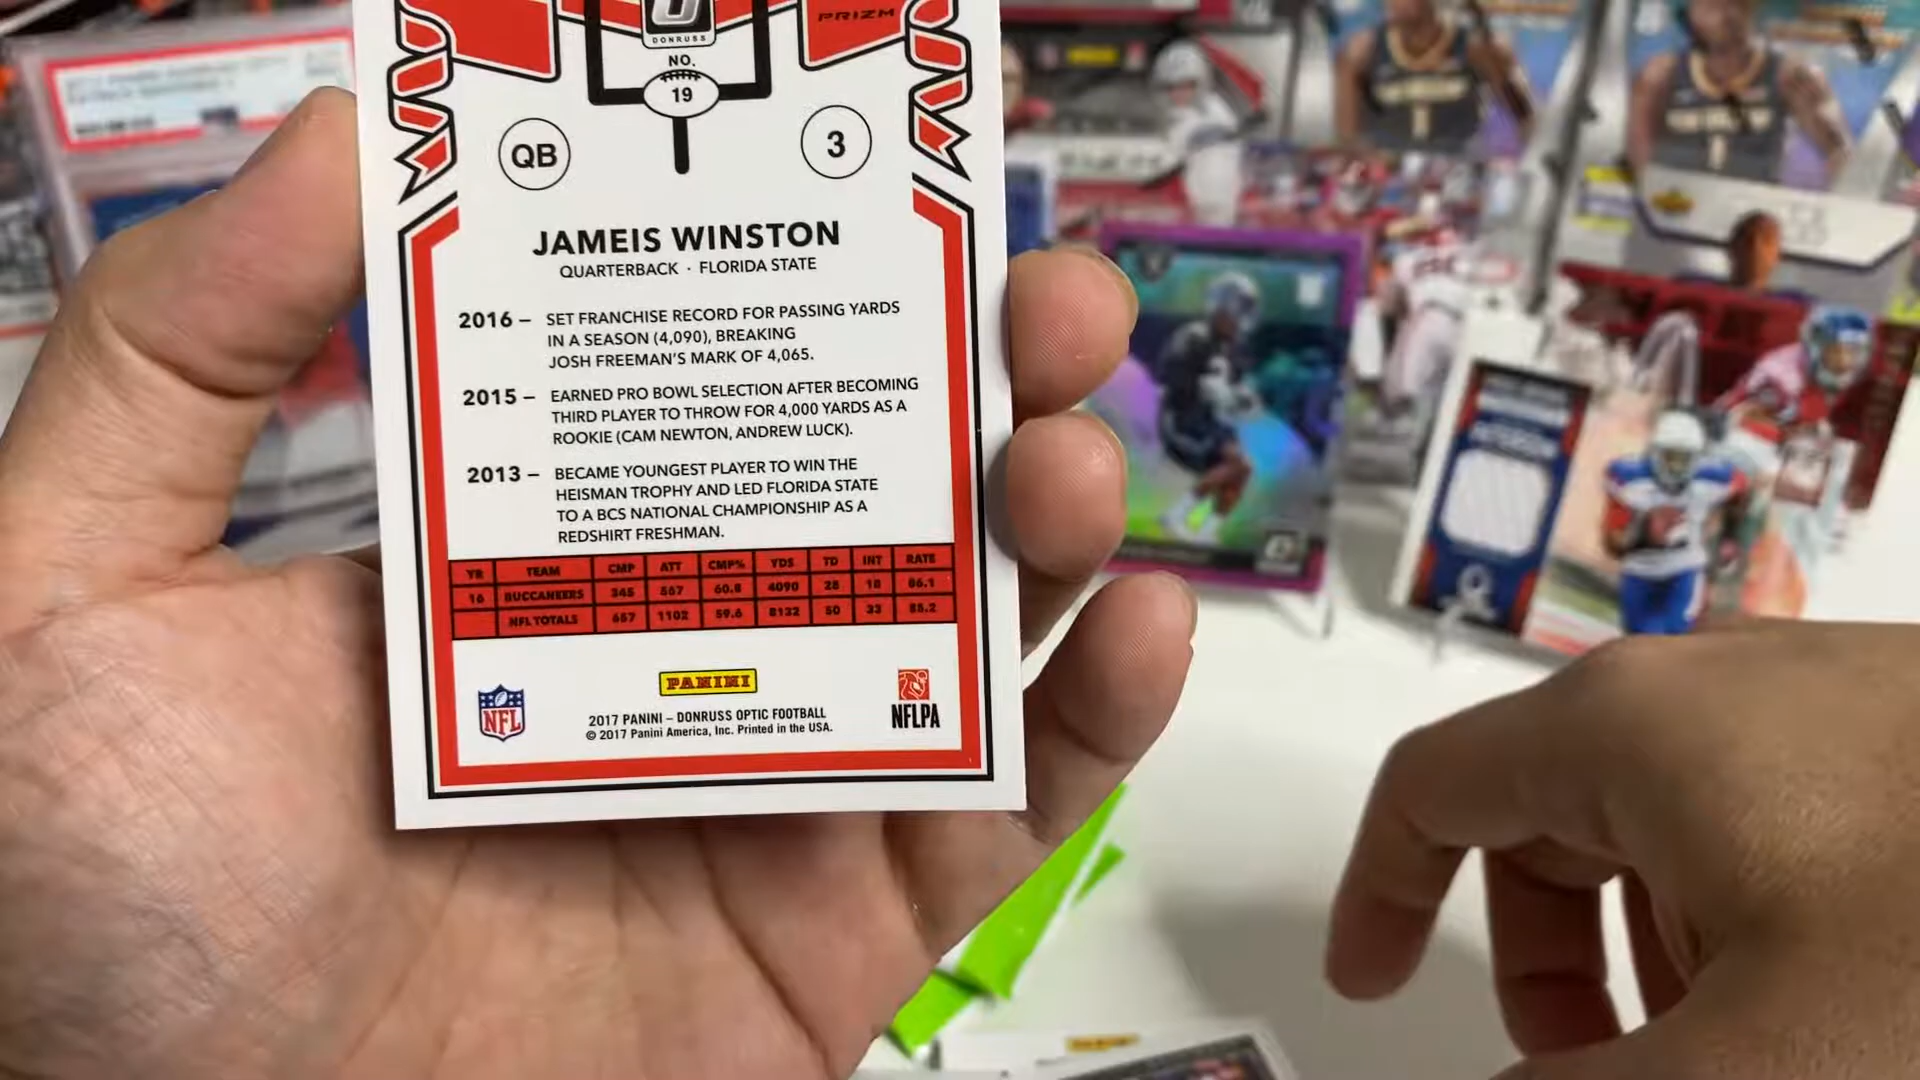 PRIZM
DONRUSS
NO.
19
QB
3
JAMEIS WINSTON
QUARTERBACK · FLORIDA STATE
2016 – SET FRANCHISE RECORD FOR PASSING YARDS
IN A SEASON (4,090), BREAKING
JOSH FREEMAN'S MARK OF 4,065.
2015 – EARNED PRO BOWL SELECTION AFTER BECOMING
THIRD PLAYER TO THROW FOR 4,000 YARDS AS A
ROOKIE (CAM NEWTON, ANDREW LUCK).
2013 – BECAME YOUNGEST PLAYER TO WIN THE
HEISMAN TROPHY AND LED FLORIDA STATE
TO A BCS NATIONAL CHAMPIONSHIP AS A
REDSHIRT FRESHMAN.
YR TEAM CMP ATT CMP% YDS TD INT RATE
16 BUCCANEERS 345 567 60.8 4090 28 18 86.1
NFL TOTALS 657 1102 59.6 8132 50 33 85.2
PANINI
NFL
2017 PANINI – DONRUSS OPTIC FOOTBALL
© 2017 Panini America, Inc. Printed in the USA.
NFLPA